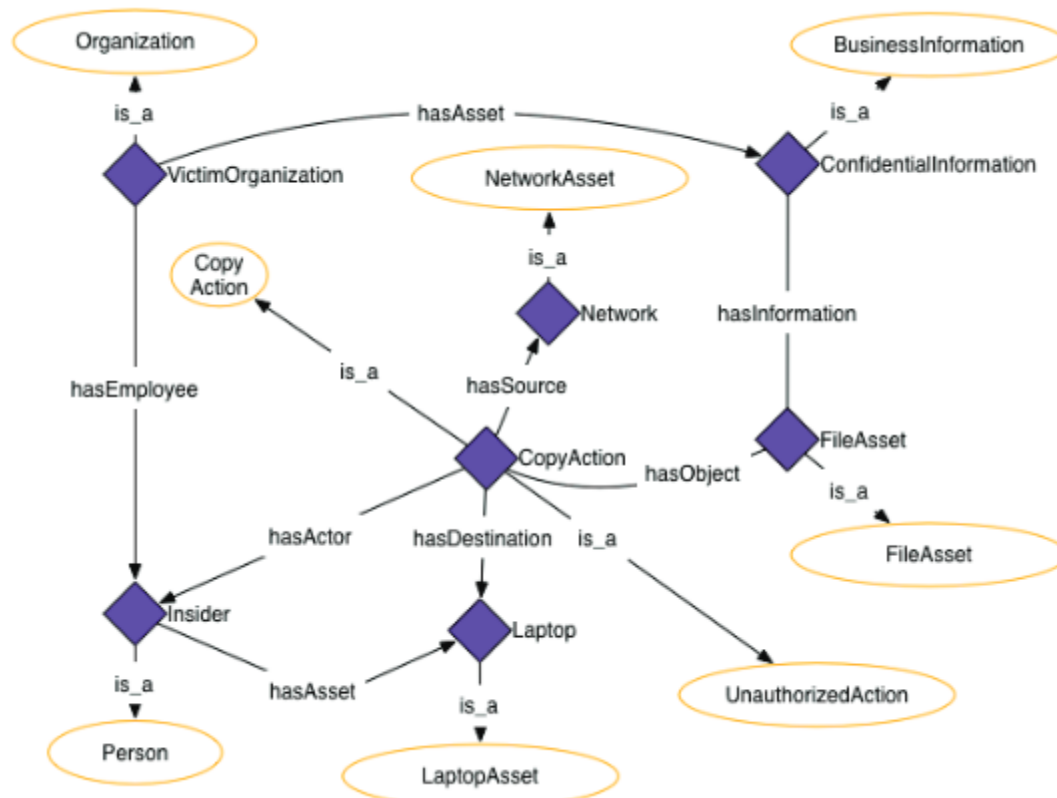 Organization
BusinessInformation
is_a
hasAsset
is_a
VictimOrganization
ConfidentialInformation
NetworkAsset
Copy
Action
is_a
Network
hasInformation
is_a
hasSource
hasEmployee
CopyAction
FileAsset
hasObject
is_a
hasActor
hasDestination
is_a
FileAsset
Insider
Laptop
is_a
hasAsset
is_a
UnauthorizedAction
Person
LaptopAsset